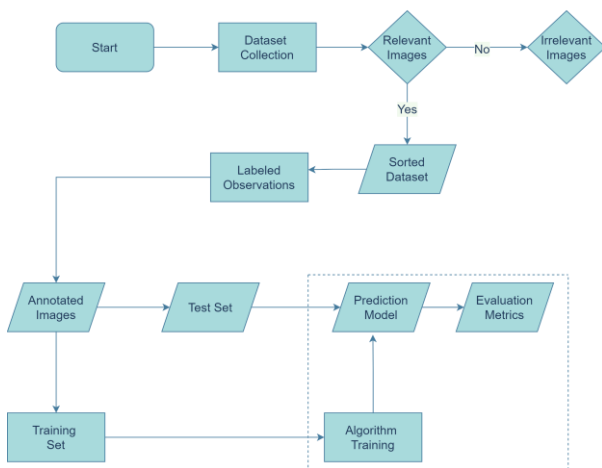 Start
Dataset
Collection
Relevant
Images
No
Irrelevant
Images
Yes
Sorted
Dataset
Labeled
Observations
Annotated
Images
Test Set
Prediction
Model
Evaluation
Metrics
Training
Set
Algorithm
Training